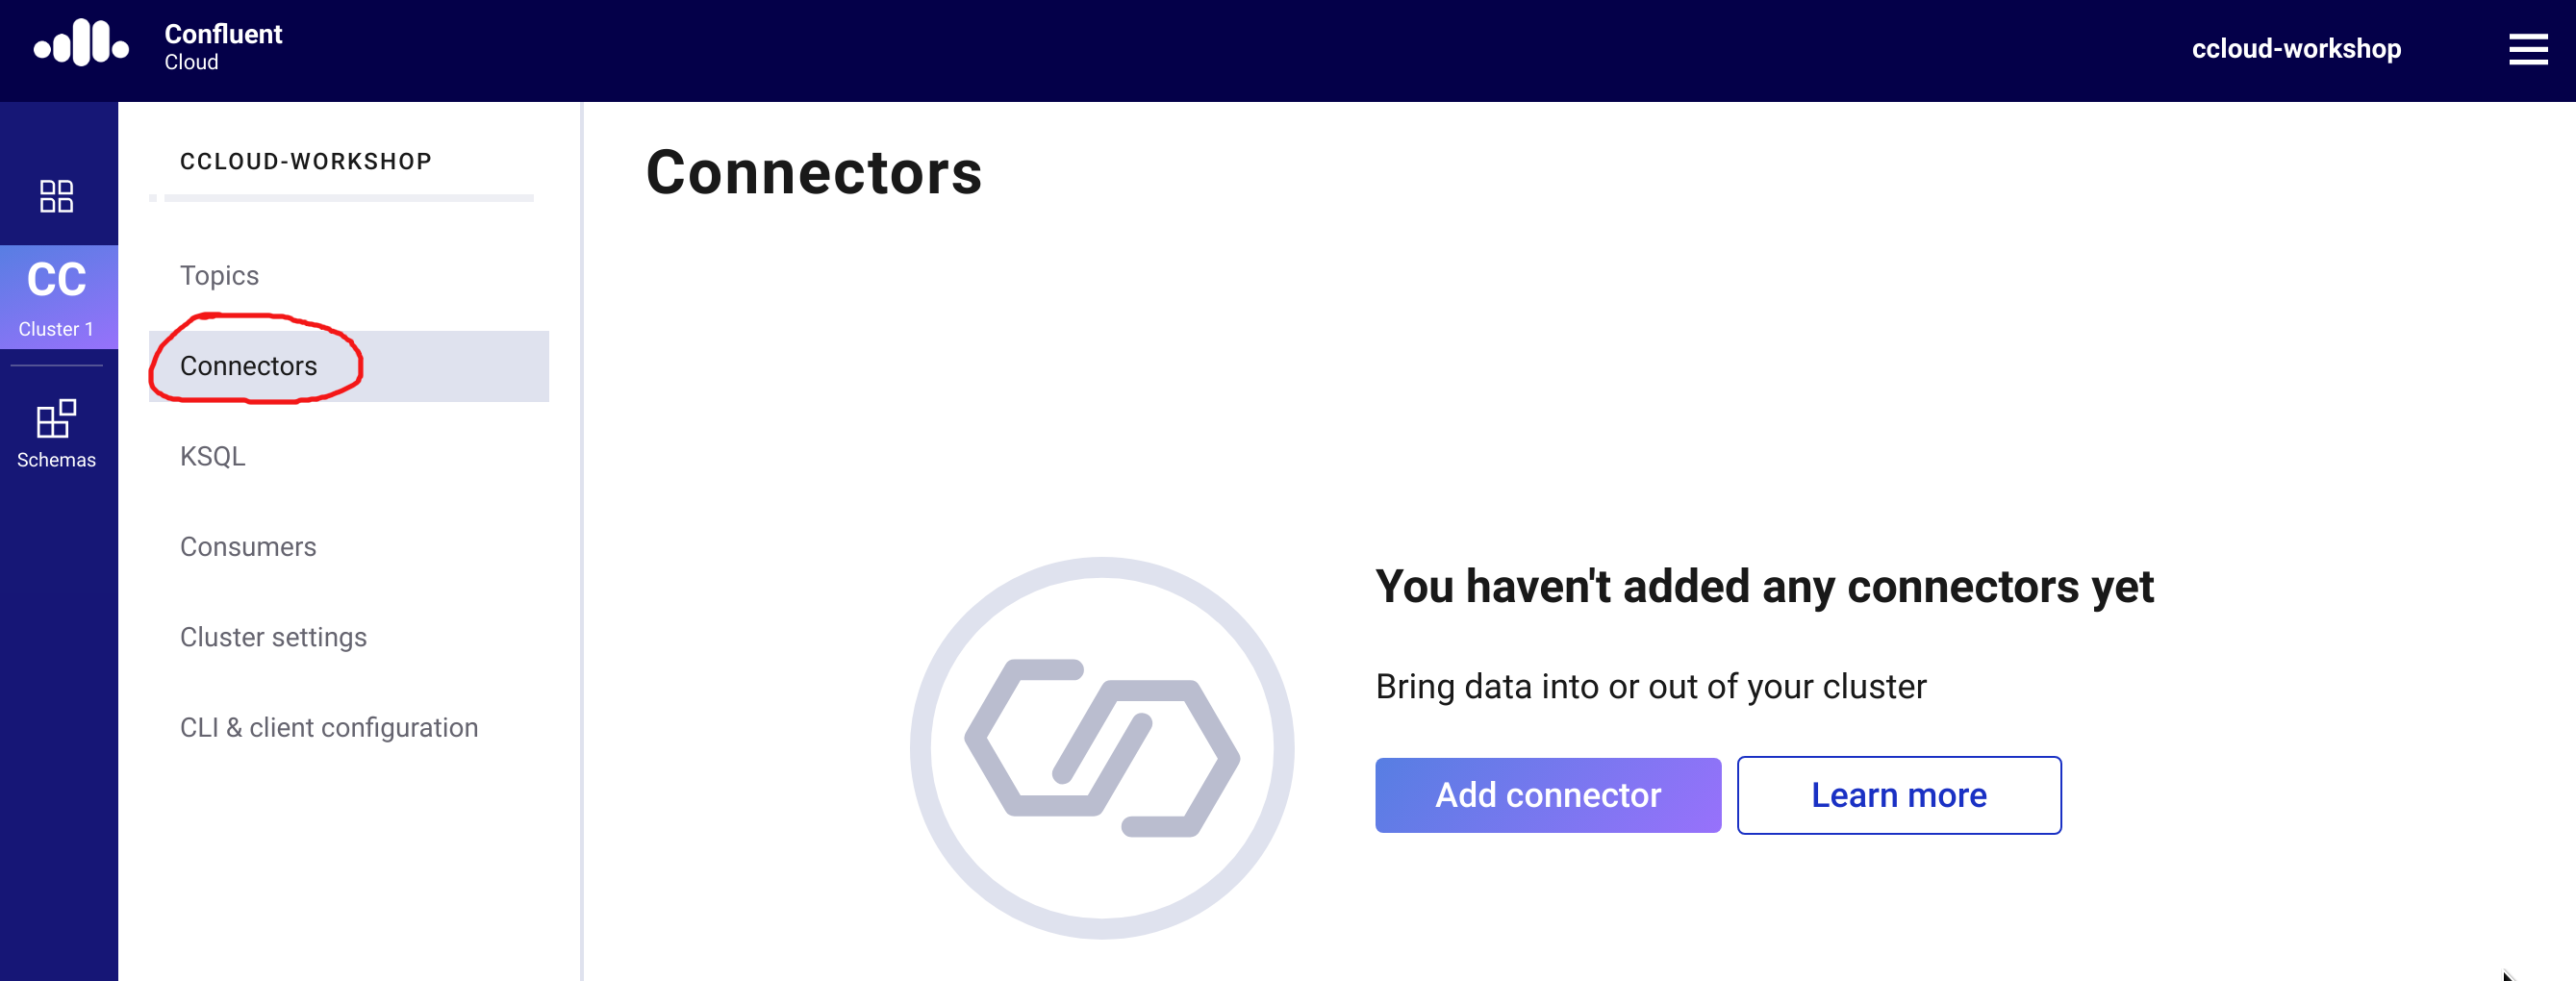 Confluent
Cloud
ccloud-workshop
CC
Cluster 1
Schemas
CCLOUD-WORKSHOP
Topics
Connectors
KSQL
Consumers
Cluster settings
CLI & client configuration
Connectors
You haven't added any connectors yet
Bring data into or out of your cluster
Add connector
Learn more